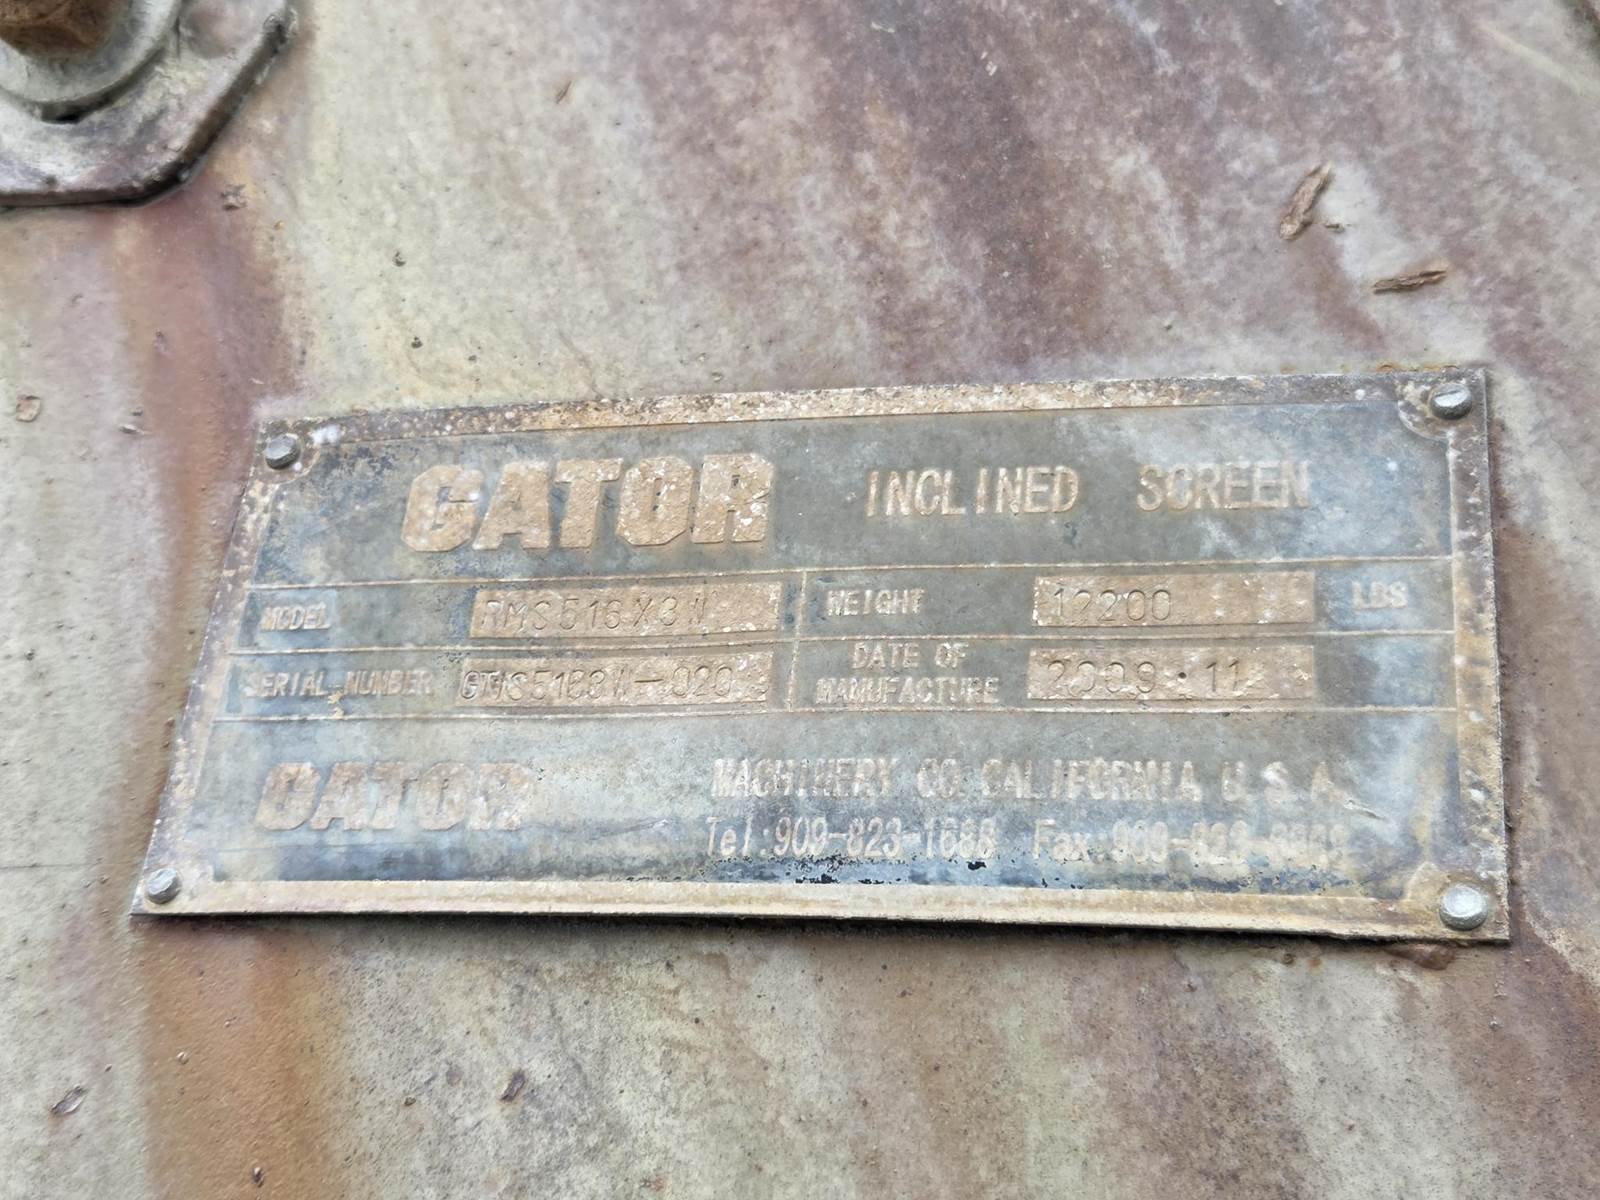 GATOR INCLINED SCREEN
MODEL RMS516X3W WEIGHT 12200 LBS
SERIAL NUMBER DATE OF MANUFACTURE 2009.11
GATOR MACHINERY CO CALIFORNIA U.S.A.
Tel:909-823-1688 Fax